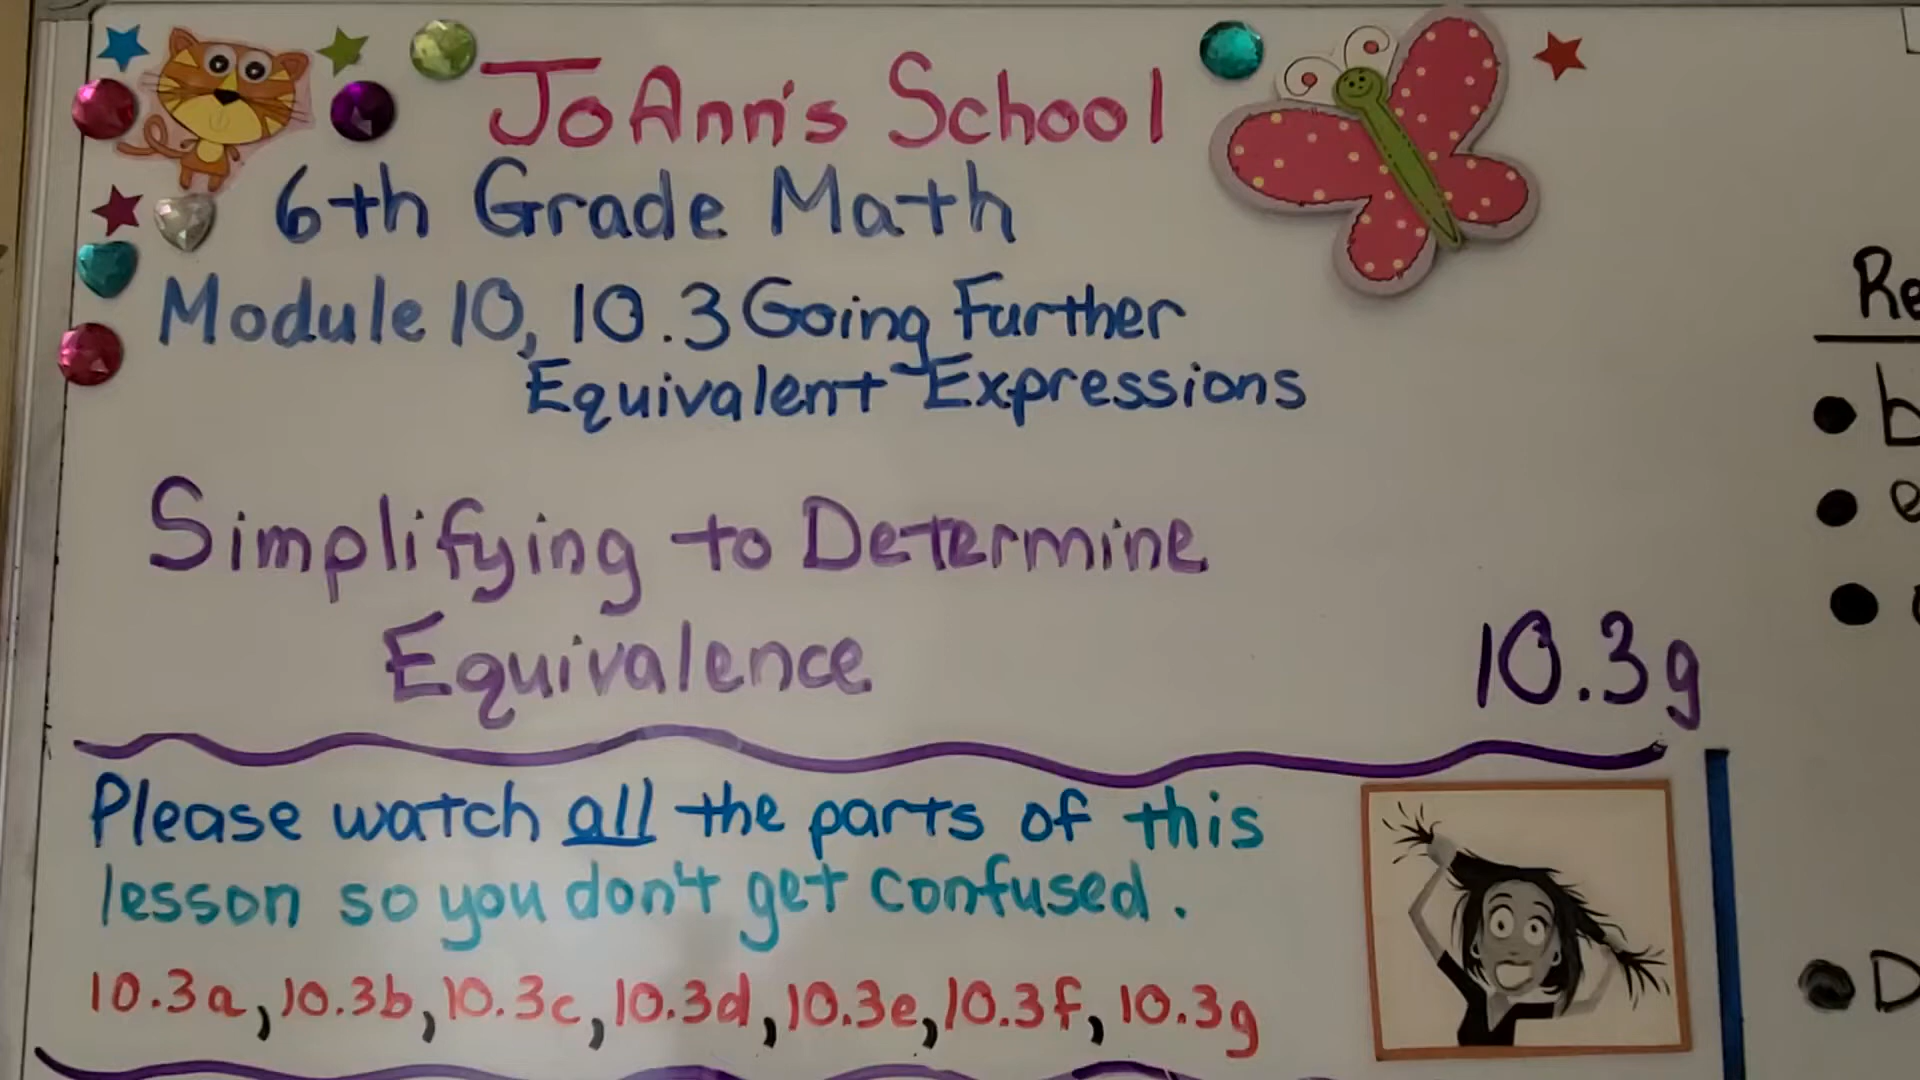 JoAnn's School
6th Grade Math
Module 10, 10.3 Going Further
Equivalent Expressions
Simplifying to Determine
Equivalence
10.3g
Please watch all the parts of this
lesson so you don't get confused.
10.3a, 10.3b, 10.3c, 10.3d, 10.3e, 10.3f, 10.3g